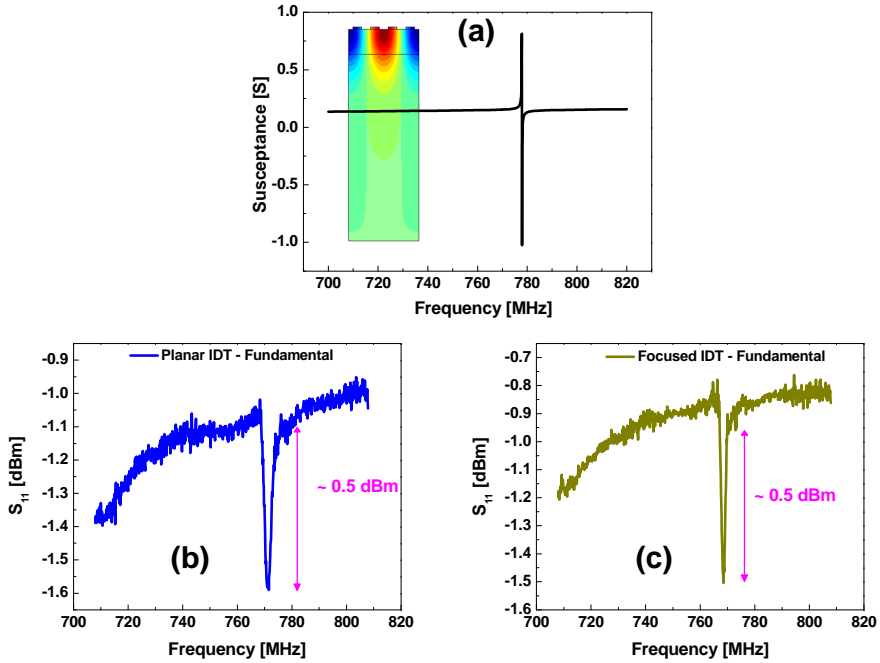 (a)
Susceptance [S]
1.0
0.5
0.0
-0.5
-1.0
700 720 740 760 780 800 820
Frequency [MHz]
Planar IDT - Fundamental
S11 [dBm]
-0.9
-1.0
-1.1
-1.2
-1.3
-1.4
-1.5
-1.6
~ 0.5 dBm
(b)
700 720 740 760 780 800 820
Frequency [MHz]
Focused IDT - Fundamental
S11 [dBm]
-0.7
-0.8
-0.9
-1.0
-1.1
-1.2
-1.3
-1.4
-1.5
-1.6
~ 0.5 dBm
(c)
700 720 740 760 780 800 820
Frequency [MHz]